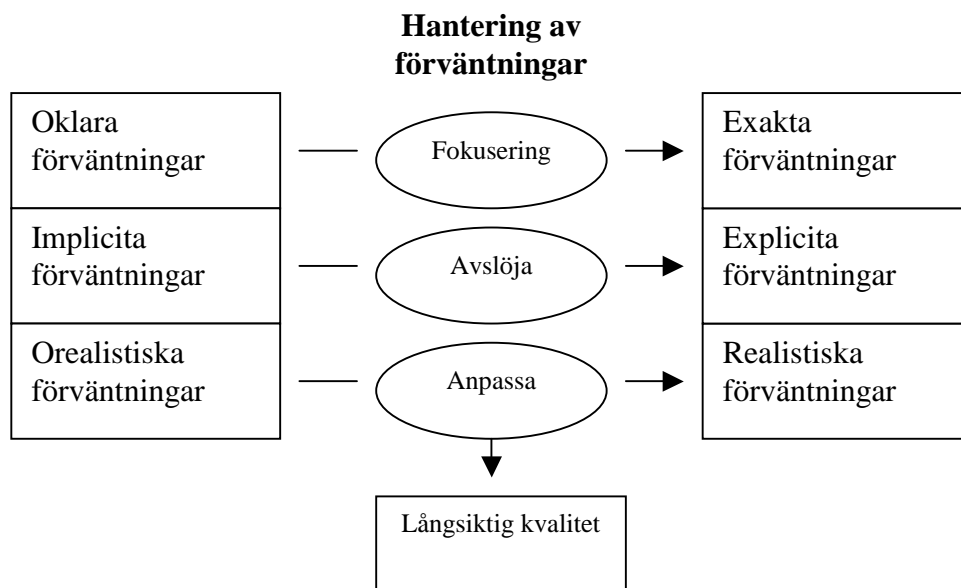 Hantering av
förväntningar
Oklara
förväntningar
Fokusering
Exakta
förväntningar
Implicita
förväntningar
Avslöja
Explicita
förväntningar
Orealistiska
förväntningar
Anpassa
Realistiska
förväntningar
Långsiktig kvalitet